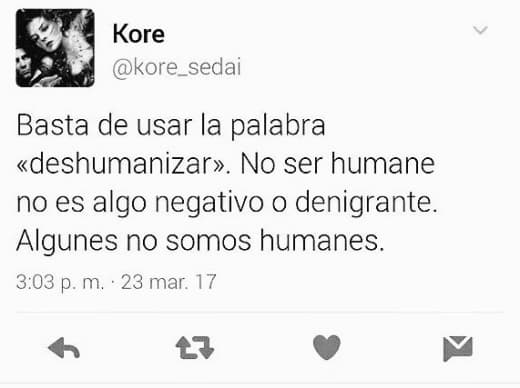 Kore
@kore_sedai
Basta de usar la palabra
«deshumanizar». No ser humane
no es algo negativo o denigrante.
Algunes no somos humanes.
3:03 p. m. · 23 mar. 17